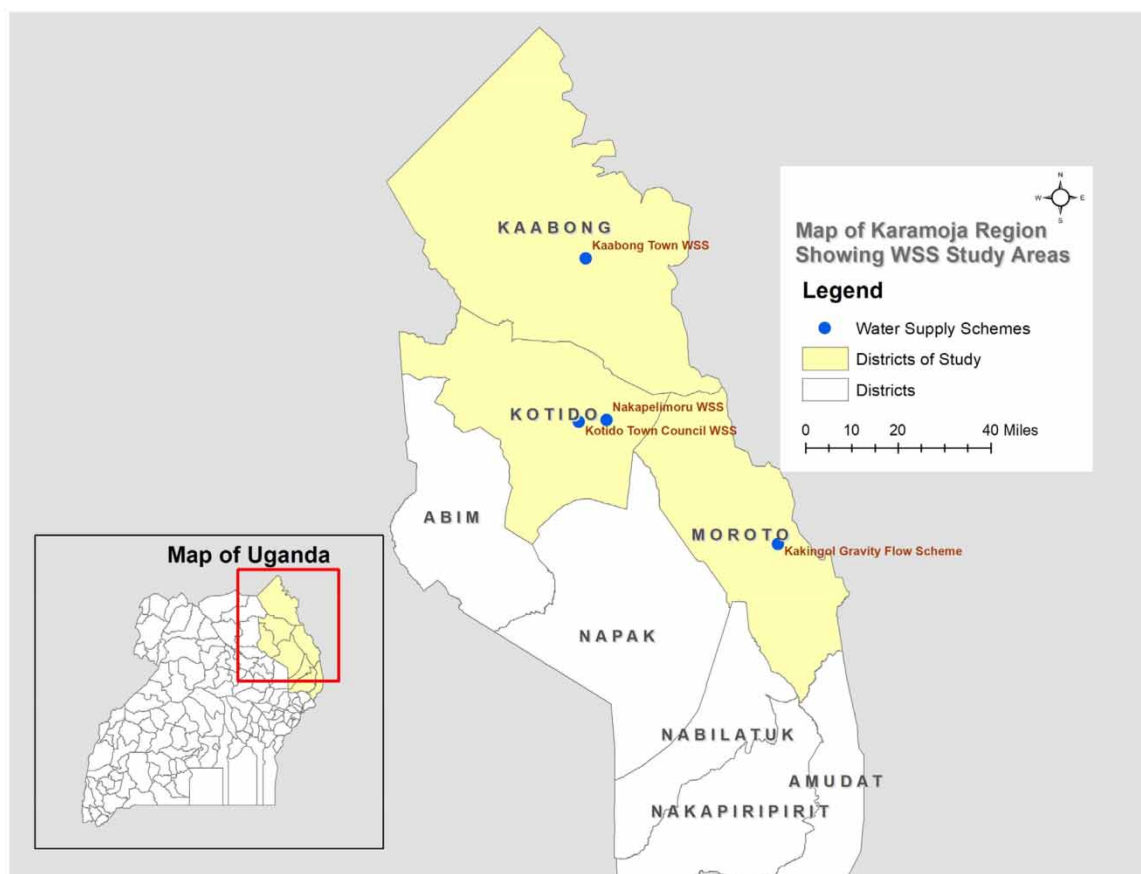 KAABONG
Kaabong Town WSS
N
W E
S
Map of Karamoja Region
Showing WSS Study Areas
Legend
Water Supply Schemes
Districts of Study
Districts
0 10 20 40 Miles
KOTIDO
Nakapelimoru WSS
Kotido Town Council WSS
ABIM
MOROTO
Kakingol Gravity Flow Scheme
Map of Uganda
NAPAK
NABILATUK
AMUDAT
NAKAPIRIPIRIT